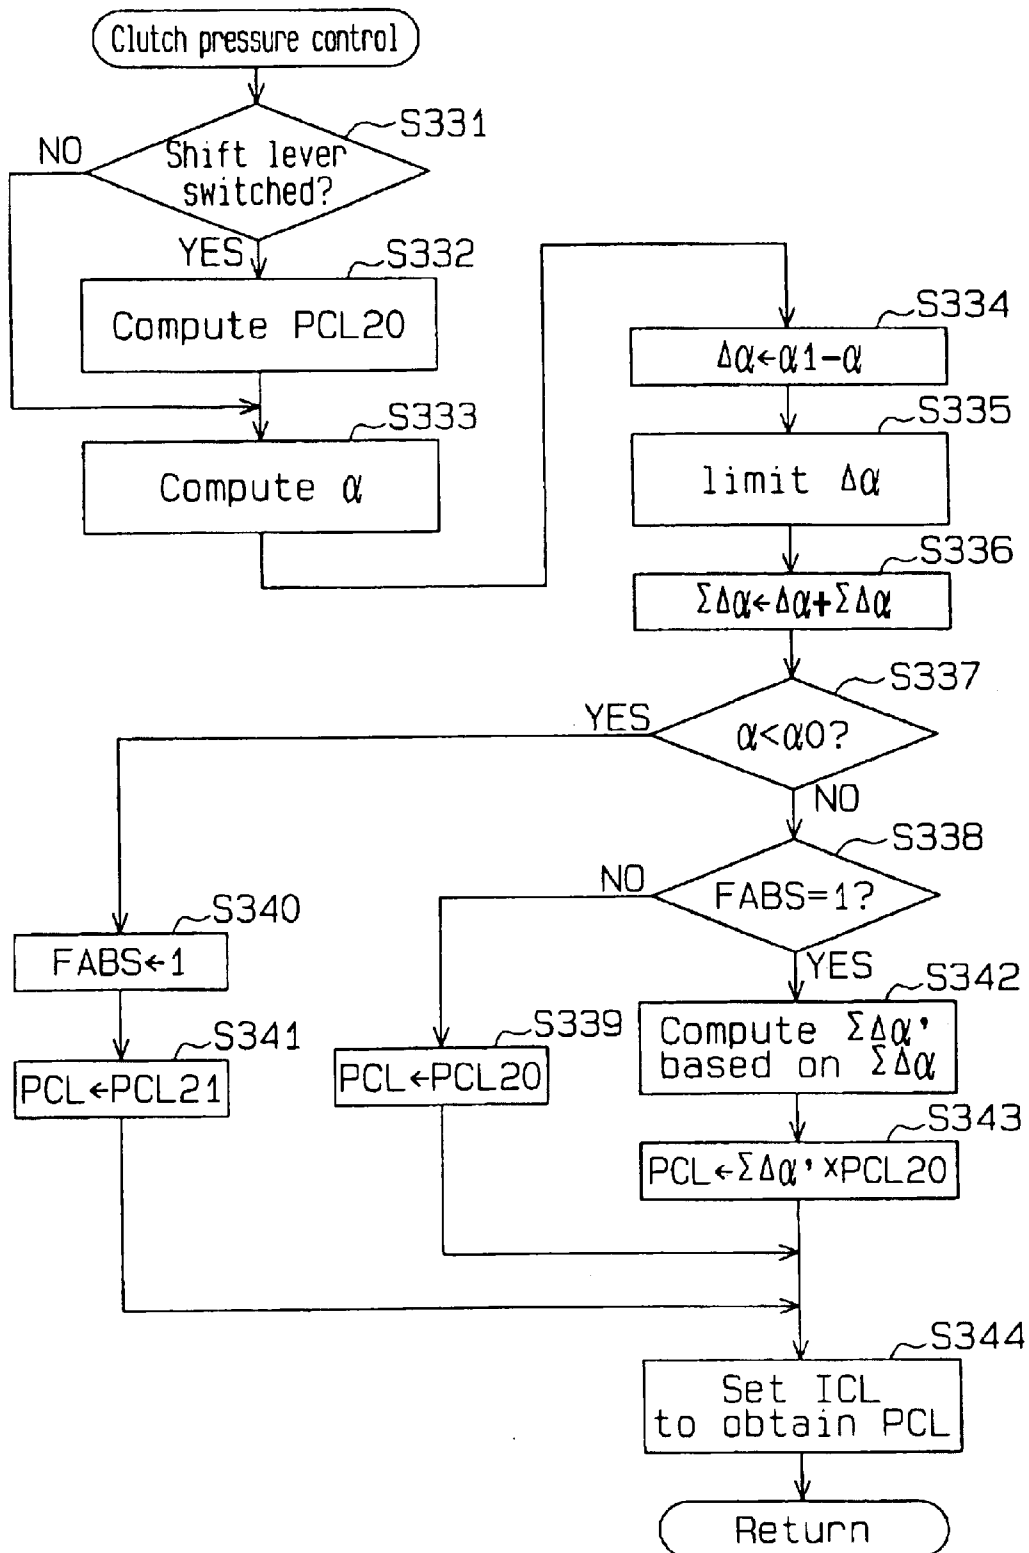 Clutch pressure control
S331
NO
Shift lever
switched?
YES
S332
Compute PCL20
S333
Compute α
S334
Δα←α1-α
S335
limit Δα
S336
ΣΔα←Δα+ΣΔα
S337
YES
α<α0?
NO
S338
NO
FABS=1?
YES
S340
FABS←1
S341
PCL←PCL21
S339
PCL←PCL20
S342
Compute ΣΔα'
based on ΣΔα
S343
PCL←ΣΔα'×PCL20
S344
Set ICL
to obtain PCL
Return